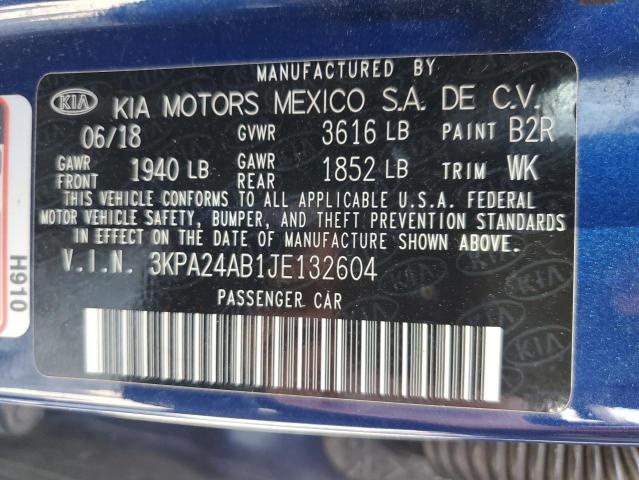 MANUFACTURED BY
KIA KIA MOTORS MEXICO S.A. DE C.V.
06/18 GVWR 3616 LB PAINT B2R
GAWR FRONT 1940 LB GAWR REAR 1852 LB TRIM WK
THIS VEHICLE CONFORMS TO ALL APPLICABLE U.S.A. FEDERAL
MOTOR VEHICLE SAFETY, BUMPER, AND THEFT PREVENTION STANDARDS
IN EFFECT ON THE DATE OF MANUFACTURE SHOWN ABOVE.
V.I.N. 3KPA24AB1JE132604
PASSENGER CAR
H910